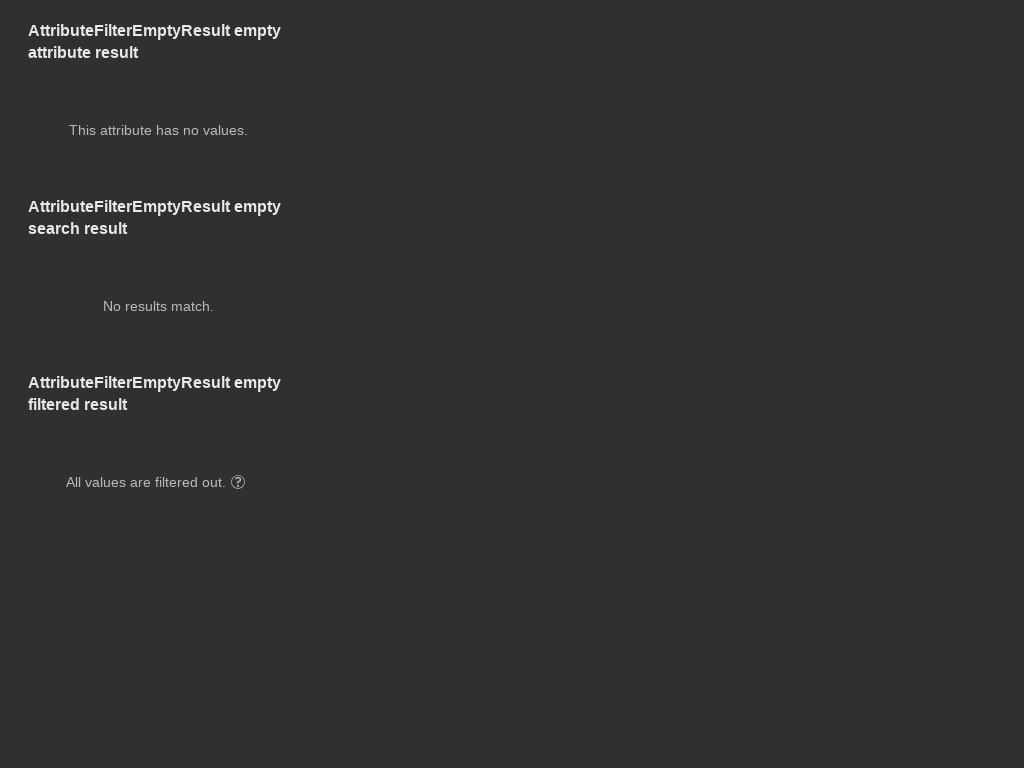 AttributeFilterEmptyResult empty
attribute result
This attribute has no values.
AttributeFilterEmptyResult empty
search result
No results match.
AttributeFilterEmptyResult empty
filtered result
All values are filtered out. ?